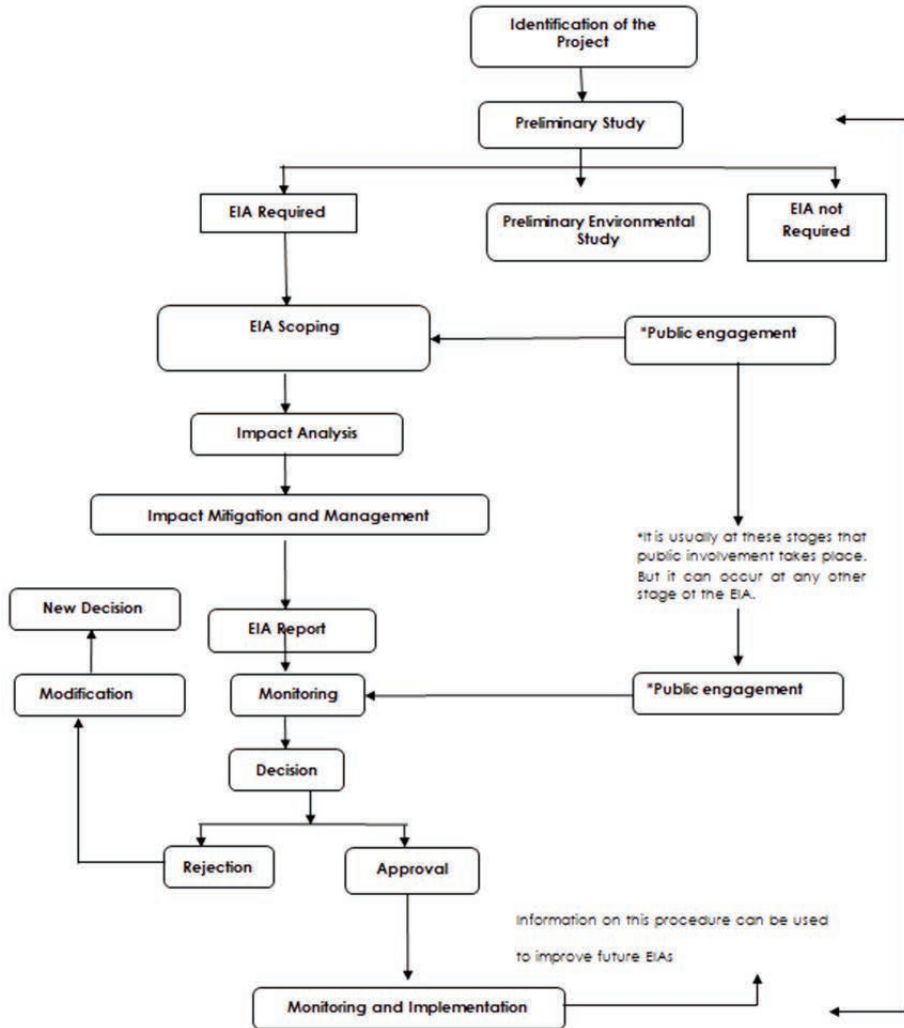 Identification of the
Project
Preliminary Study
EIA Required
Preliminary Environmental
Study
EIA not
Required
EIA Scoping
*Public engagement
Impact Analysis
Impact Mitigation and Management
*It is usually at these stages that
public involvement takes place.
But it can occur at any other
stage of the EIA.
New Decision
EIA Report
Modification
Monitoring
*Public engagement
Decision
Rejection
Approval
Information on this procedure can be used
to improve future EIAs
Monitoring and Implementation